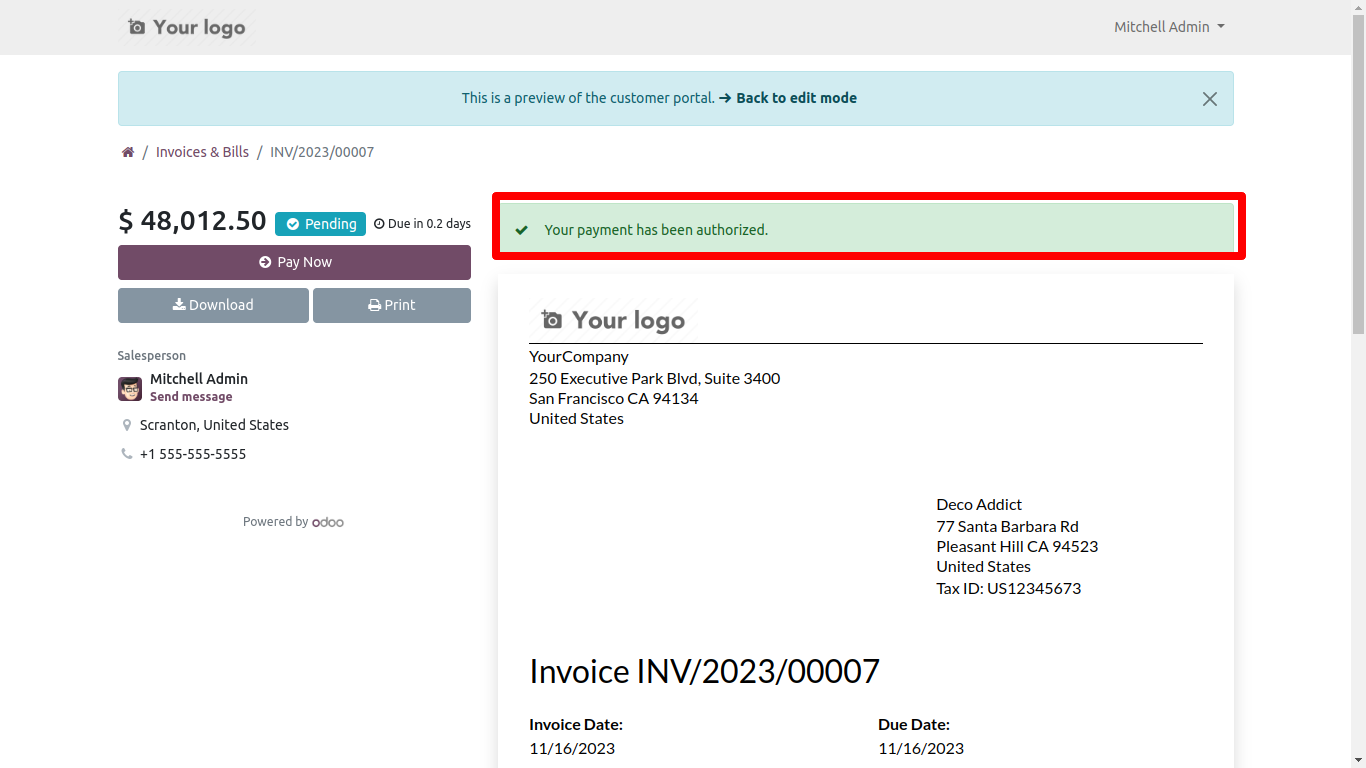 Your logo
Mitchell Admin
This is a preview of the customer portal. Back to edit mode
/ Invoices & Bills / INV/2023/00007
$ 48,012.50 Pending Due in 0.2 days
Pay Now
Download Print
Salesperson
Mitchell Admin
Send message
Scranton, United States
+1 555-555-5555
Powered by odoo
Your payment has been authorized.
Your logo
YourCompany
250 Executive Park Blvd, Suite 3400
San Francisco CA 94134
United States
Deco Addict
77 Santa Barbara Rd
Pleasant Hill CA 94523
United States
Tax ID: US12345673
Invoice INV/2023/00007
Invoice Date: Due Date:
11/16/2023 11/16/2023